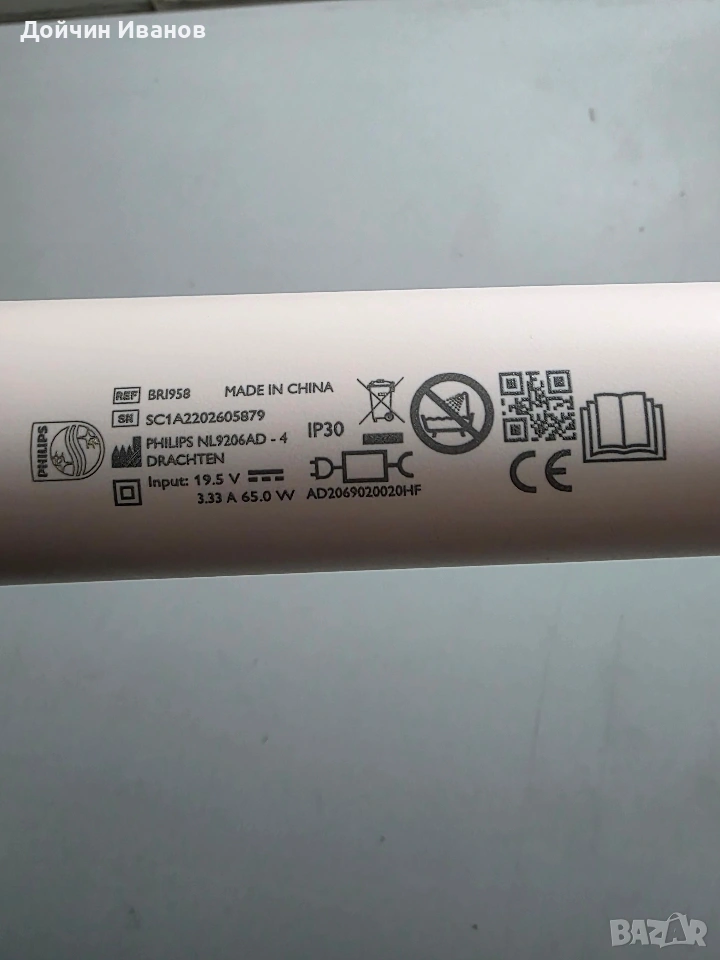 Дойчин Иванов
PHILIPS
REF BRI958 MADE IN CHINA
SN SC1A2202605879
PHILIPS NL9206AD - 4
DRACHTEN
IP30
Input: 19.5 V
3.33 A 65.0 W
AD2069020020HF
CE
BAZAR